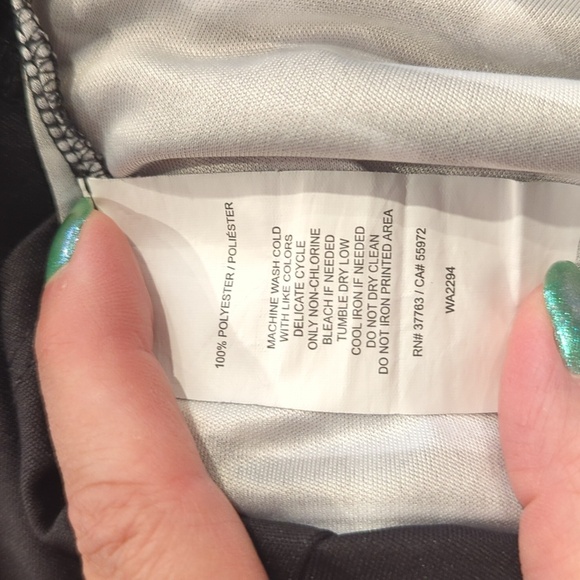 100% POLYESTER / POLIÉSTER
MACHINE WASH COLD
WITH LIKE COLORS
DELICATE CYCLE
ONLY NON-CHLORINE
BLEACH IF NEEDED
TUMBLE DRY LOW
COOL IRON IF NEEDED
DO NOT DRY CLEAN
DO NOT IRON PRINTED AREA
RN# 37763 / CA# 55972
WA2294